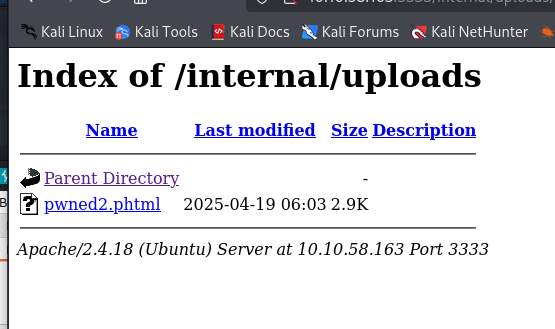 /internal/uploads/
Kali Linux Kali Tools Kali Docs Kali Forums Kali NetHunter
Index of /internal/uploads
Name Last modified Size Description
Parent Directory -
pwned2.phtml 2025-04-19 06:03 2.9K
Apache/2.4.18 (Ubuntu) Server at 10.10.58.163 Port 3333